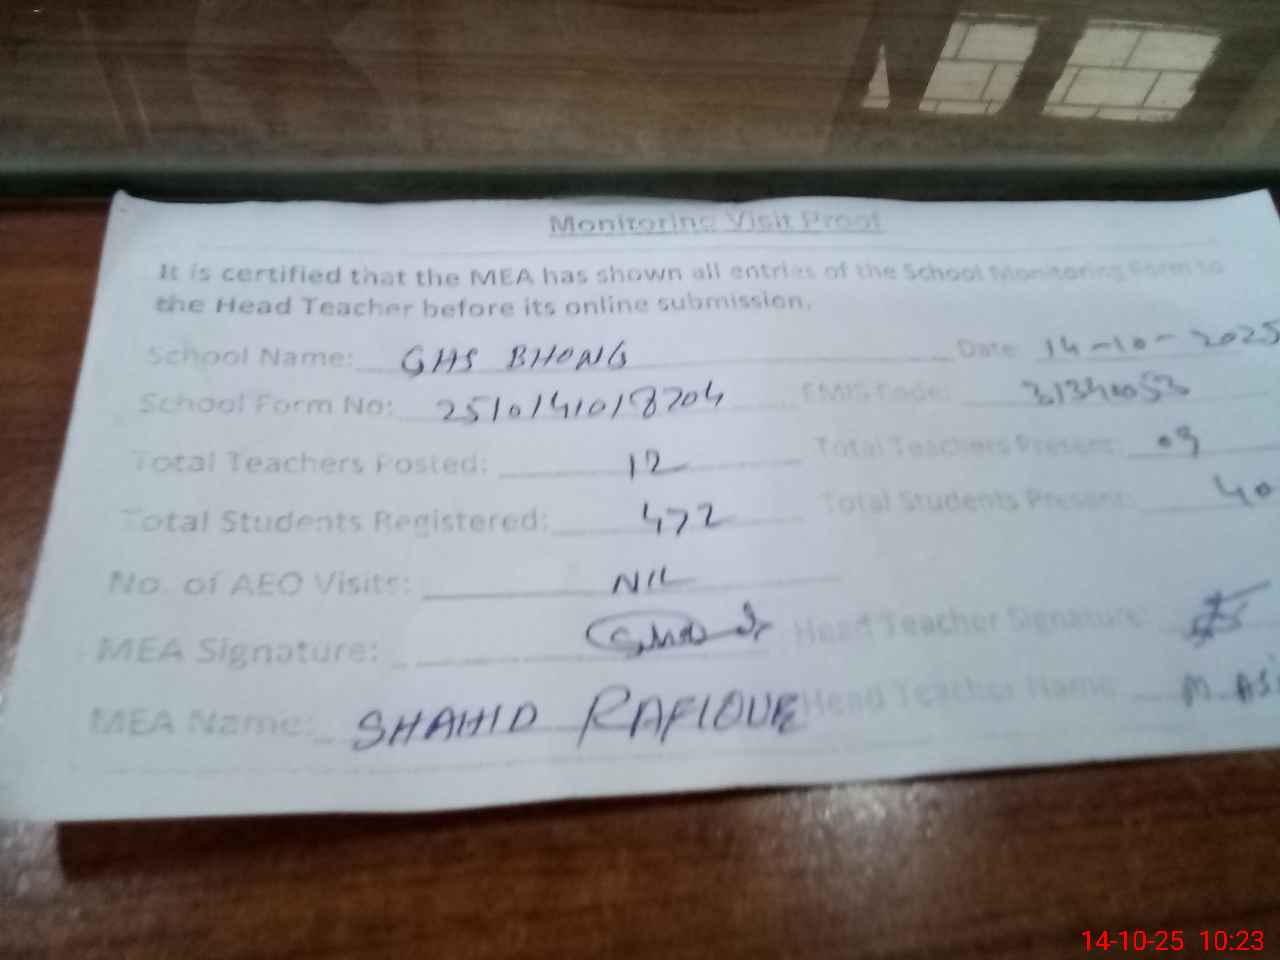 Monitoring Visit Proof
It is certified that the MEA has shown all entries of the School Monitoring Form to
the Head Teacher before its online submission.
School Name: GHS BHONG Date: 14-10-2025
School Form No: 2510141018704 EMIS Code: 31340053
Total Teachers Posted: 12 Total Teachers Present: 09
Total Students Registered: 472 Total Students Present: 40
No. of AEO Visits: NIL
MEA Signature: Head Teacher Signature:
MEA Name: SHAHID RAFIQUE Head Teacher Name: M ASI
14-10-25 10:23